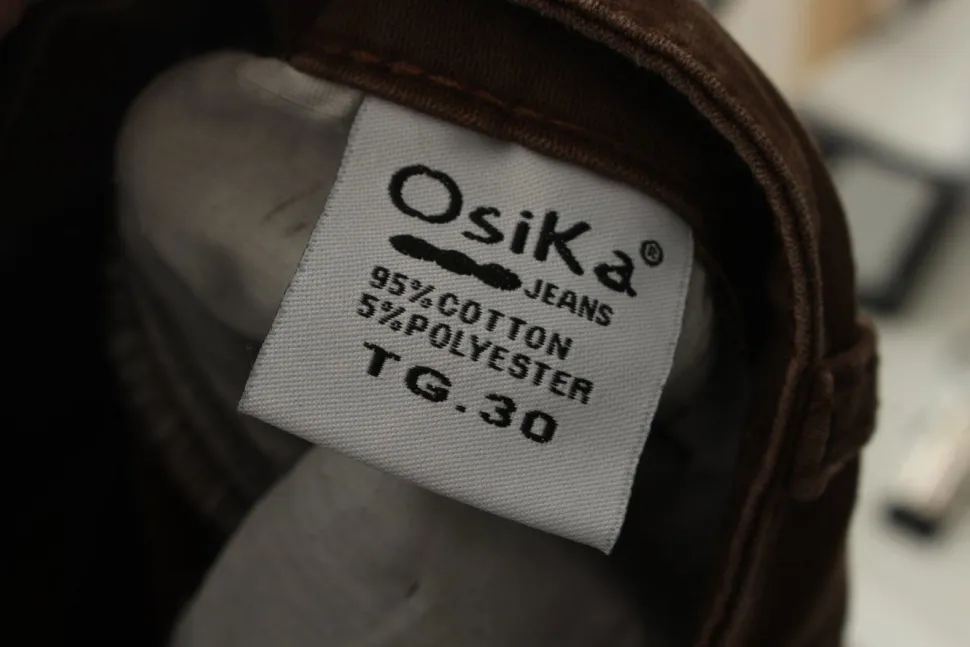 OsiKa®
JEANS
95%COTTON
5%POLYESTER
TG.30